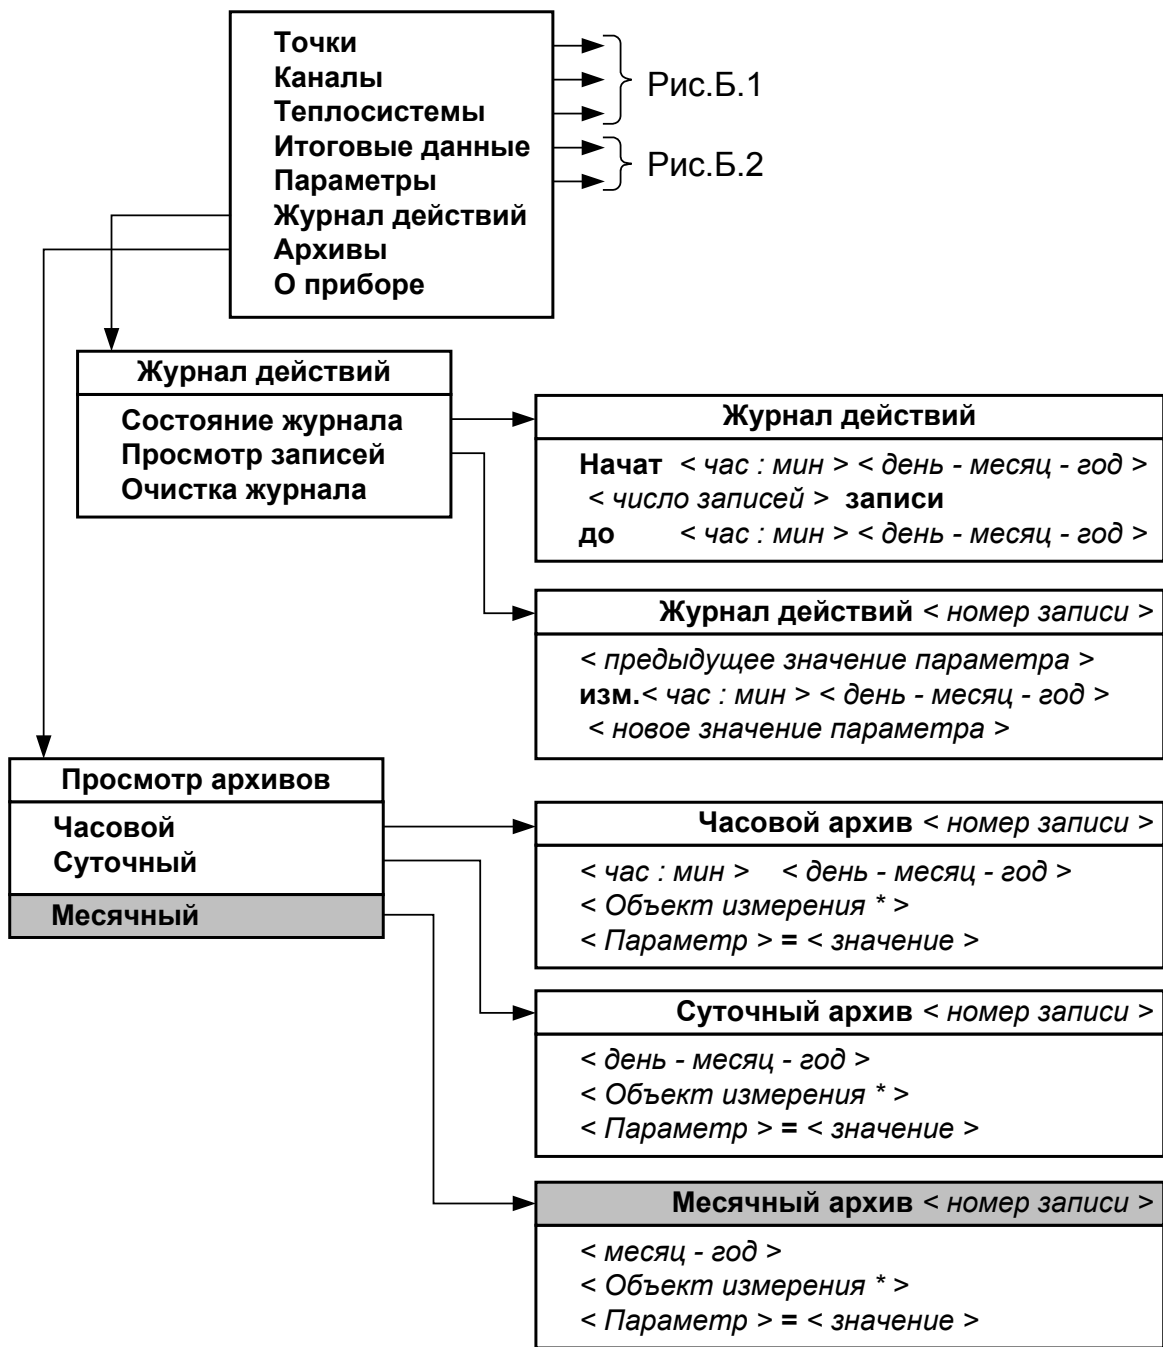 Точки
Каналы
Теплосистемы
Рис.Б.1
Итоговые данные
Параметры
Рис.Б.2
Журнал действий
Архивы
О приборе
Журнал действий
Состояние журнала
Просмотр записей
Очистка журнала
Журнал действий
Начат < час : мин > < день - месяц - год >
< число записей > записи
до < час : мин > < день - месяц - год >
Журнал действий < номер записи >
< предыдущее значение параметра >
изм.< час : мин > < день - месяц - год >
< новое значение параметра >
Просмотр архивов
Часовой
Суточный
Месячный
Часовой архив < номер записи >
< час : мин > < день - месяц - год >
< Объект измерения * >
< Параметр > = < значение >
Суточный архив < номер записи >
< день - месяц - год >
< Объект измерения * >
< Параметр > = < значение >
Месячный архив < номер записи >
< месяц - год >
< Объект измерения * >
< Параметр > = < значение >